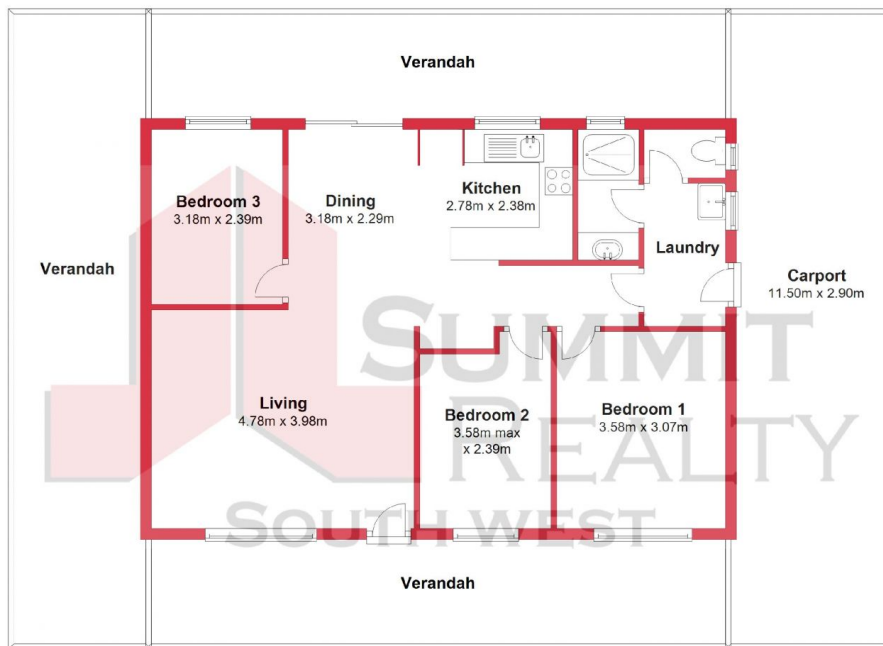 Verandah
Bedroom 3
3.18m x 2.39m
Dining
3.18m x 2.29m
Kitchen
2.78m x 2.38m
Laundry
Verandah
Carport
11.50m x 2.90m
SUMMIT
REALTY
SOUTH WEST
Living
4.78m x 3.98m
Bedroom 2
3.58m max
x 2.39m
Bedroom 1
3.58m x 3.07m
Verandah